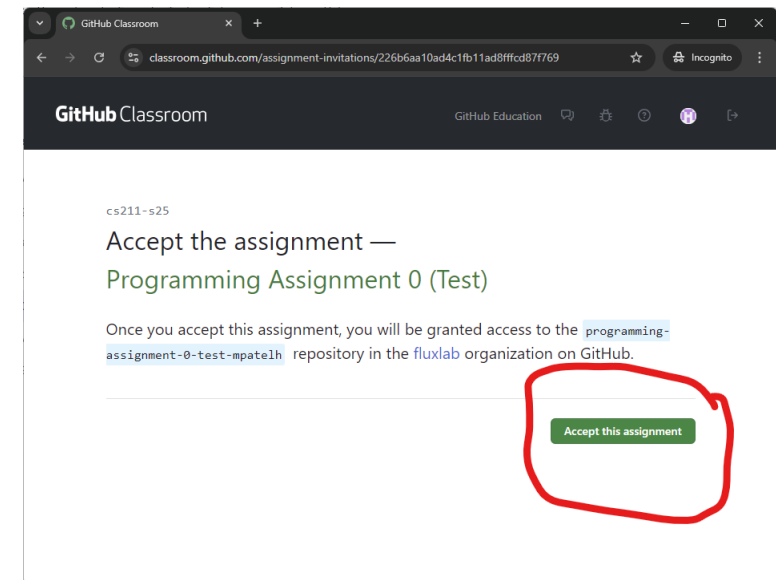 GitHub Classroom
classroom.github.com/assignment-invitations/226b6aa10ad4c1fb11ad8fffcd87f769
Incognito
GitHub Classroom
GitHub Education
cs211-s25
Accept the assignment —
Programming Assignment 0 (Test)
Once you accept this assignment, you will be granted access to the programming-
assignment-0-test-mpatelh repository in the fluxlab organization on GitHub.
Accept this assignment